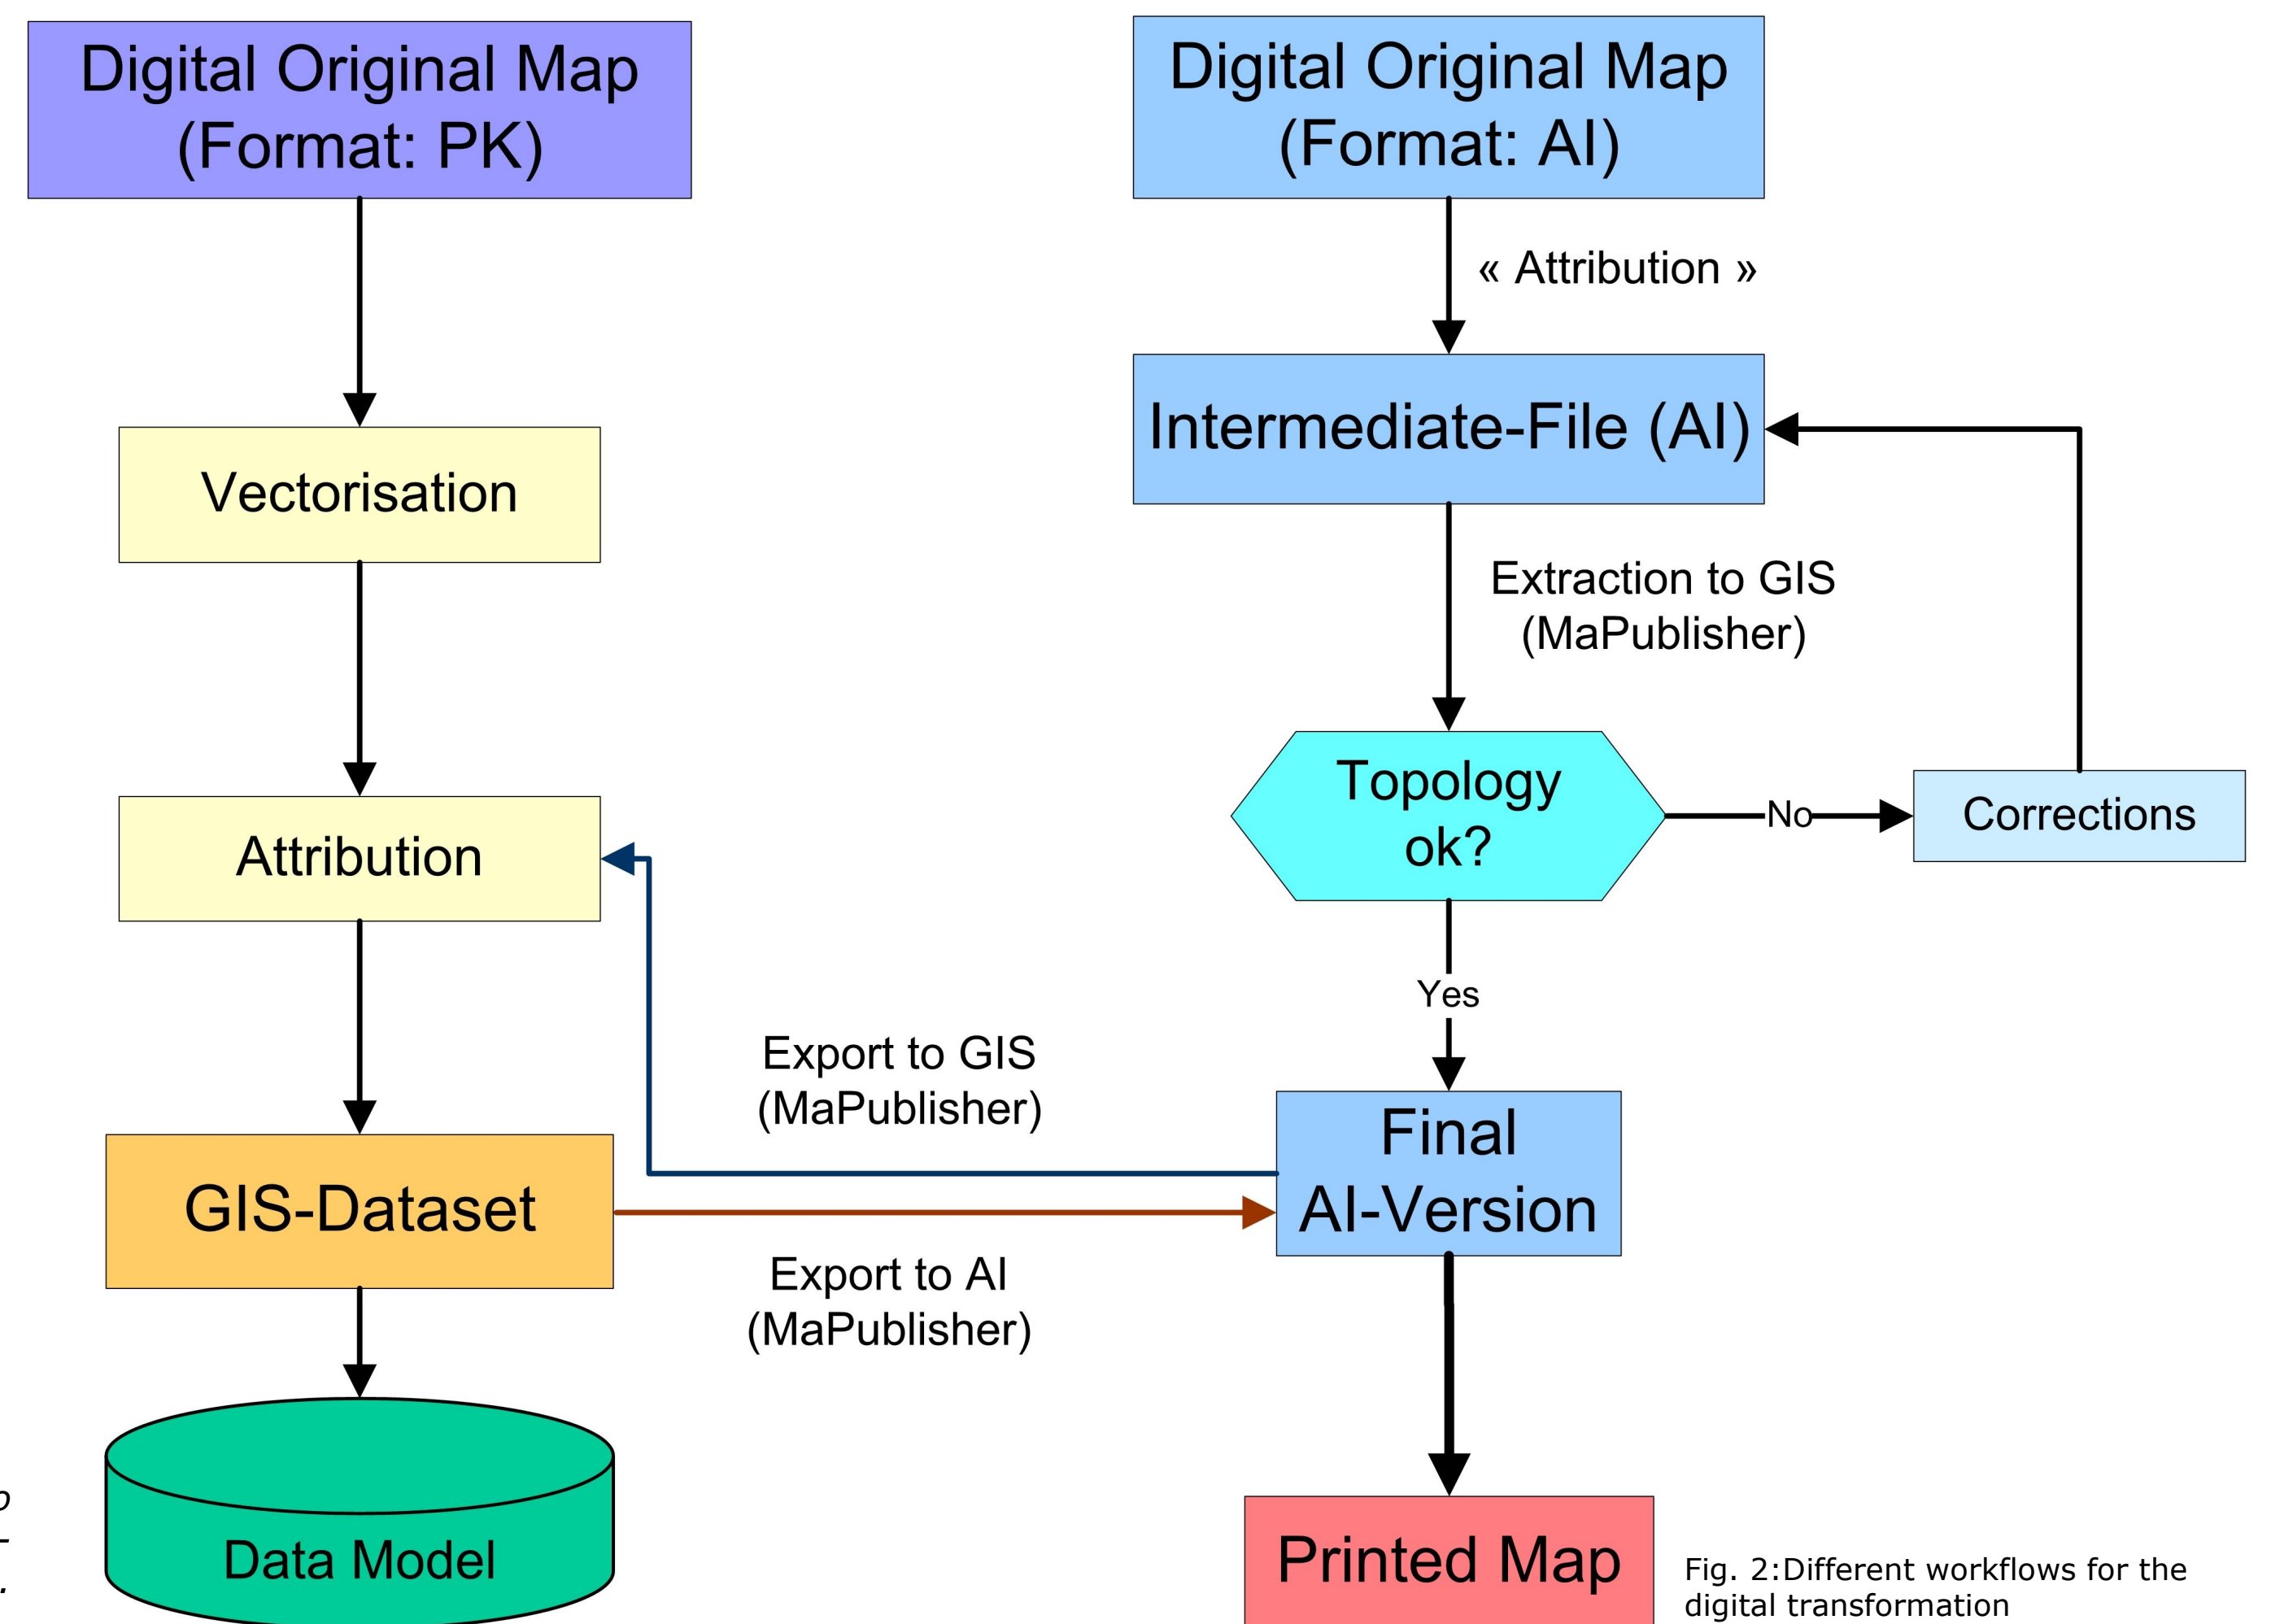 Digital Original Map
(Format: PK)
Vectorisation
Attribution
GIS-Dataset
Data Model
Export to GIS
(MaPublisher)
Export to AI
(MaPublisher)
Digital Original Map
(Format: AI)
« Attribution »
Intermediate-File (AI)
Extraction to GIS
(MaPublisher)
Topology
ok?
No
Corrections
Yes
Final
AI-Version
Printed Map
Fig. 2:Different workflows for the
digital transformation